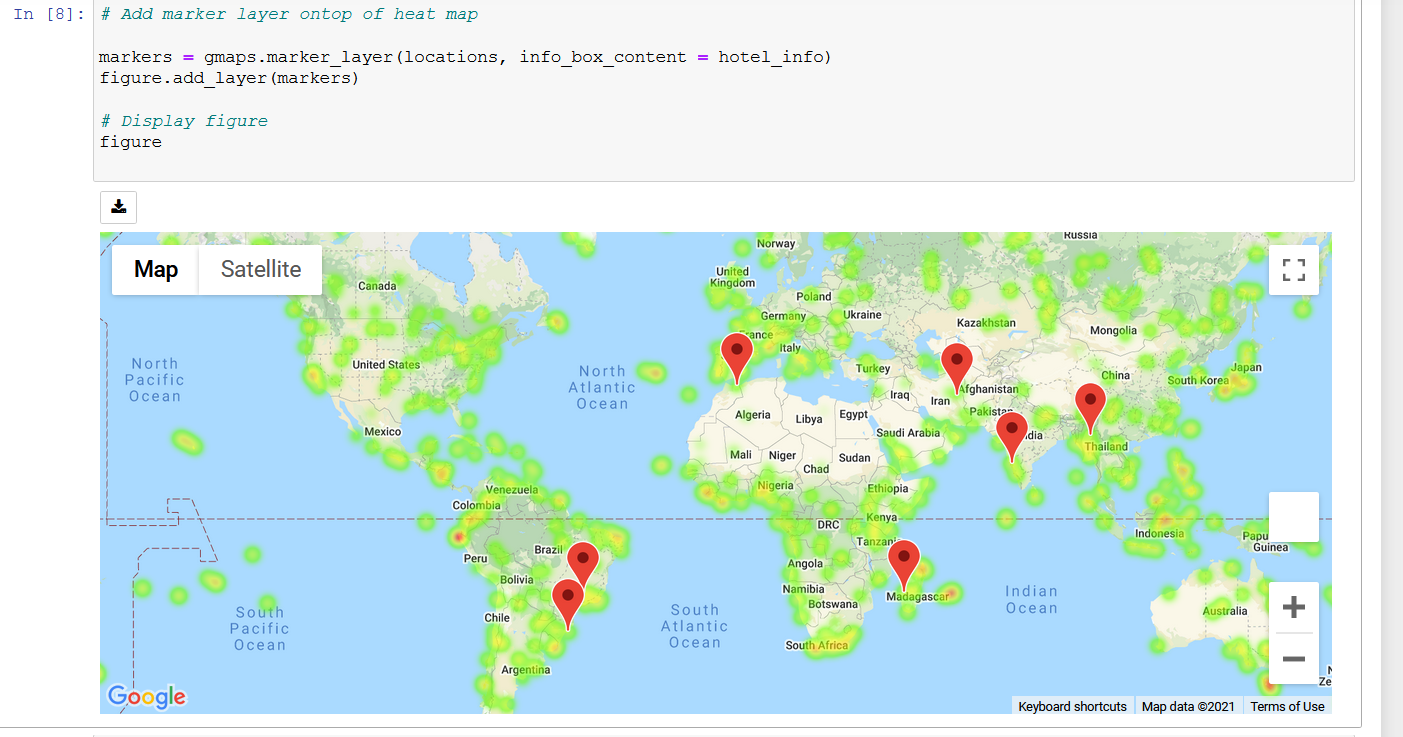 In [8]: # Add marker layer ontop of heat map
markers = gmaps.marker_layer(locations, info_box_content = hotel_info)
figure.add_layer(markers)
# Display figure
figure
Map Satellite
Norway
Russia
United
Kingdom
Canada
Poland
Germany
Ukraine
Kazakhstan
Mongolia
France
Italy
North
Pacific
Ocean
United States
North
Atlantic
Ocean
Turkey
China
Japan
South Korea
Afghanistan
Iraq
Iran
Pakistan
Algeria
Libya
Egypt
Mexico
Saudi Arabia
Thailand
Mali
Niger
Sudan
Chad
Nigeria
Ethiopia
Venezuela
Colombia
Kenya
DRC
Indonesia
Papu
Guinea
Tanzani
Brazil
Peru
Angola
Bolivia
Namibia
Madagascar
Botswana
Indian
Ocean
South
Pacific
Ocean
Chile
South
Atlantic
Ocean
Australia
South Africa
Argentina
Ze
Google
Keyboard shortcuts Map data ©2021 Terms of Use